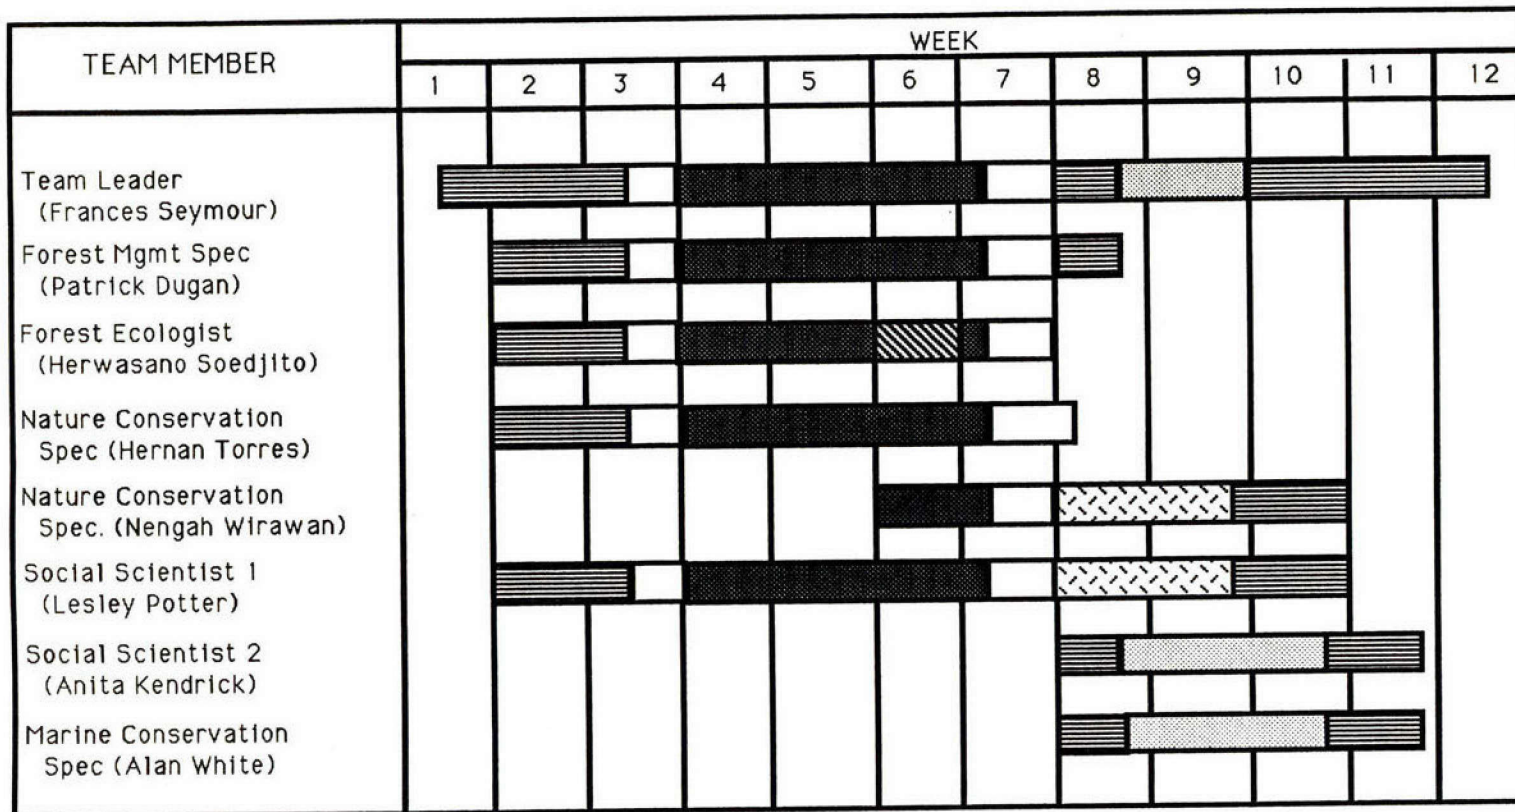 TEAM MEMBER
WEEK
1 2 3 4 5 6 7 8 9 10 11 12
Team Leader
(Frances Seymour)
Forest Mgmt Spec
(Patrick Dugan)
Forest Ecologist
(Herwasano Soedjito)
Nature Conservation
Spec (Hernan Torres)
Nature Conservation
Spec. (Nengah Wirawan)
Social Scientist 1
(Lesley Potter)
Social Scientist 2
(Anita Kendrick)
Marine Conservation
Spec (Alan White)